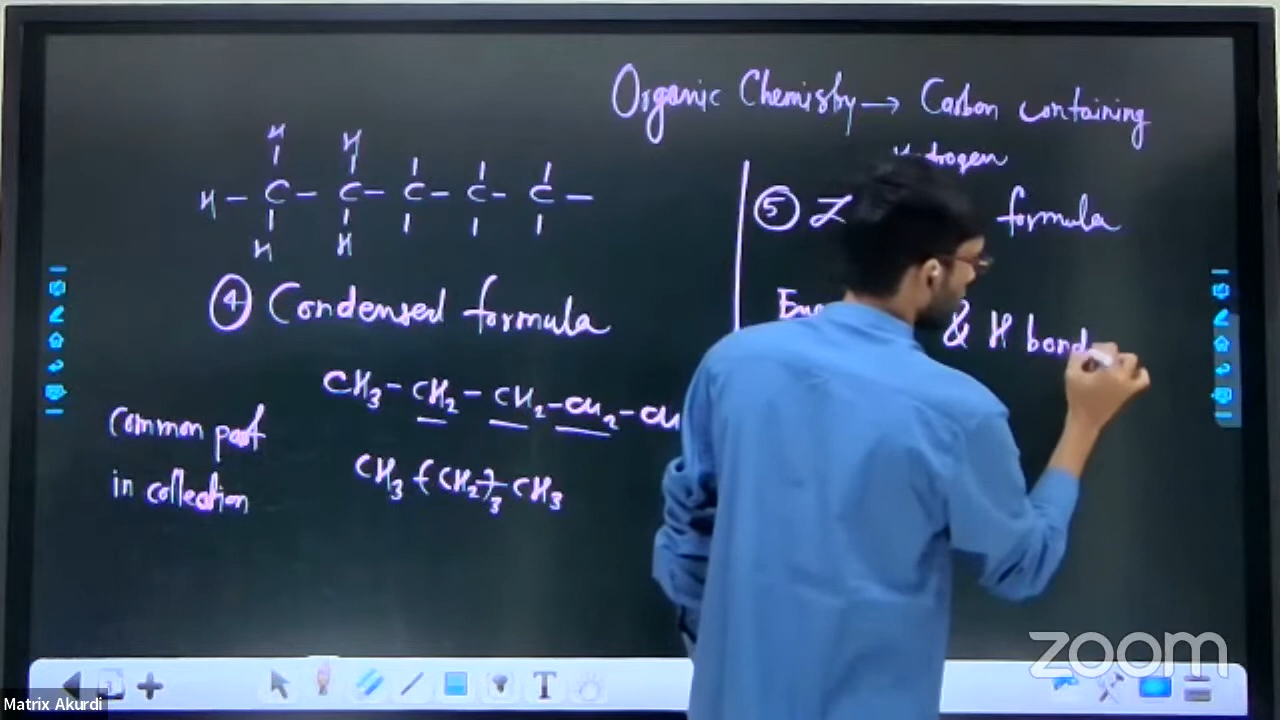 Organic Chemistry → Carbon containing
H H
H - C - C - C - C - C -
H H
④ Condensed formula
CH3 - CH2 - CH2 - CH2 - CH
Common part
in collection
CH3 -( CH2 )-3 CH3
⑤ Z formula
& H bond
zoom
T
Matrix Akurdi